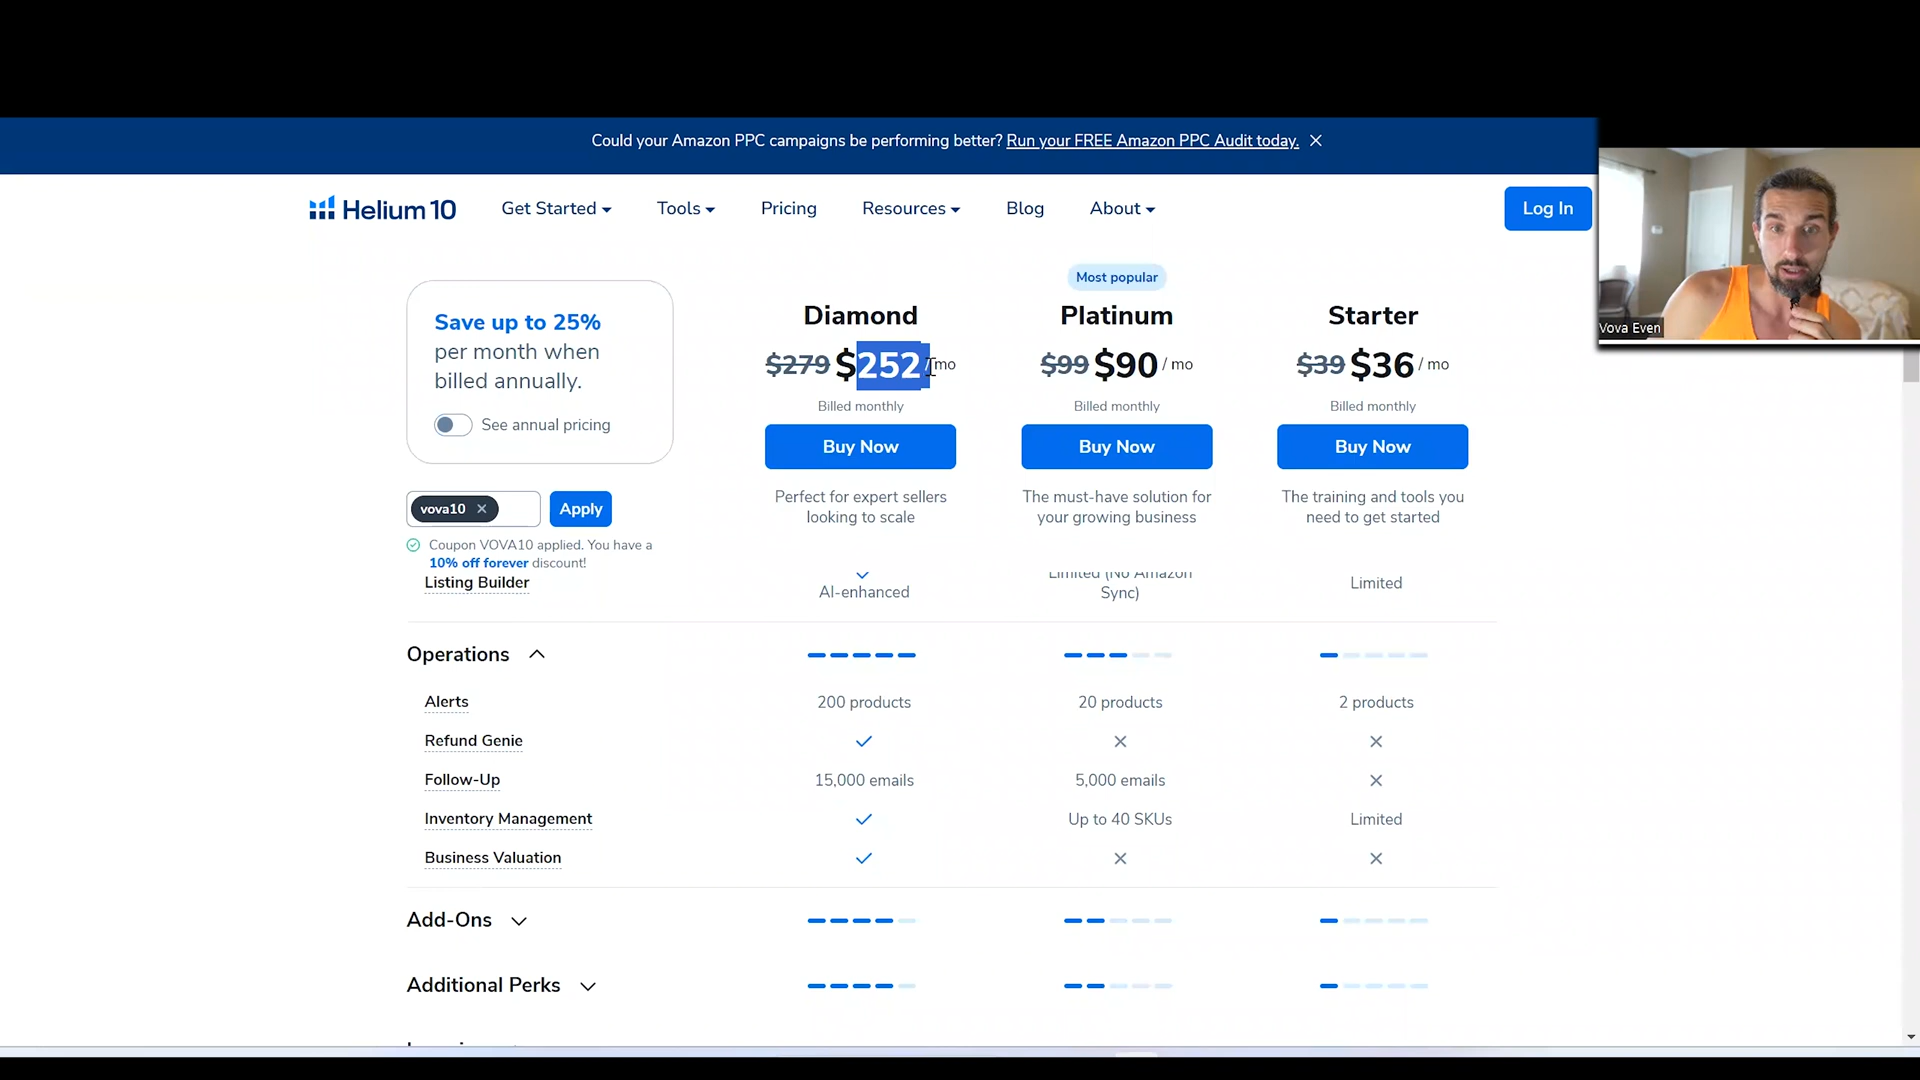 Could your Amazon PPC campaigns be performing better? Run your FREE Amazon PPC Audit today.
Helium 10
Get Started
Tools
Pricing
Resources
Blog
About
Log In
Vova Even
Save up to 25%
per month when
billed annually.
See annual pricing
vova10
Apply
Coupon VOVA10 applied. You have a
10% off forever discount!
Diamond
$279 $252 / mo
Billed monthly
Buy Now
Perfect for expert sellers
looking to scale
Most popular
Platinum
$99 $90 / mo
Billed monthly
Buy Now
The must-have solution for
your growing business
Starter
$39 $36 / mo
Billed monthly
Buy Now
The training and tools you
need to get started
Listing Builder
AI-enhanced
Limited (No Amazon
Sync)
Limited
Operations
Alerts
200 products
20 products
2 products
Refund Genie
Follow-Up
15,000 emails
5,000 emails
Inventory Management
Up to 40 SKUs
Limited
Business Valuation
Add-Ons
Additional Perks